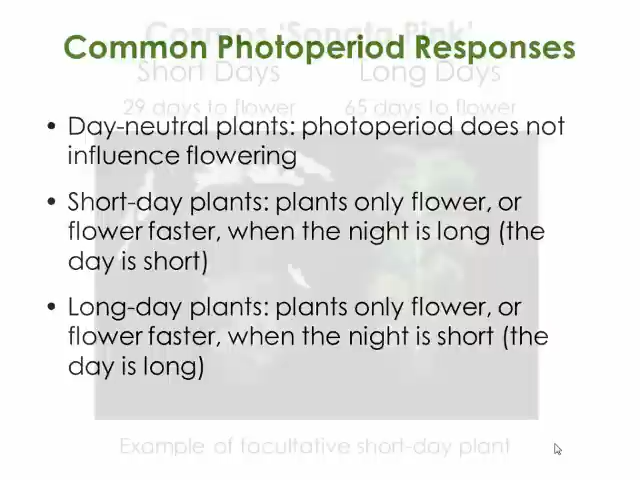 Cosmos 'Sonata Pink'
Common Photoperiod Responses
Short Days Long Days
29 days to flower 65 days to flower
• Day-neutral plants: photoperiod does not
influence flowering
• Short-day plants: plants only flower, or
flower faster, when the night is long (the
day is short)
• Long-day plants: plants only flower, or
flower faster, when the night is short (the
day is long)
Example of facultative short-day plant